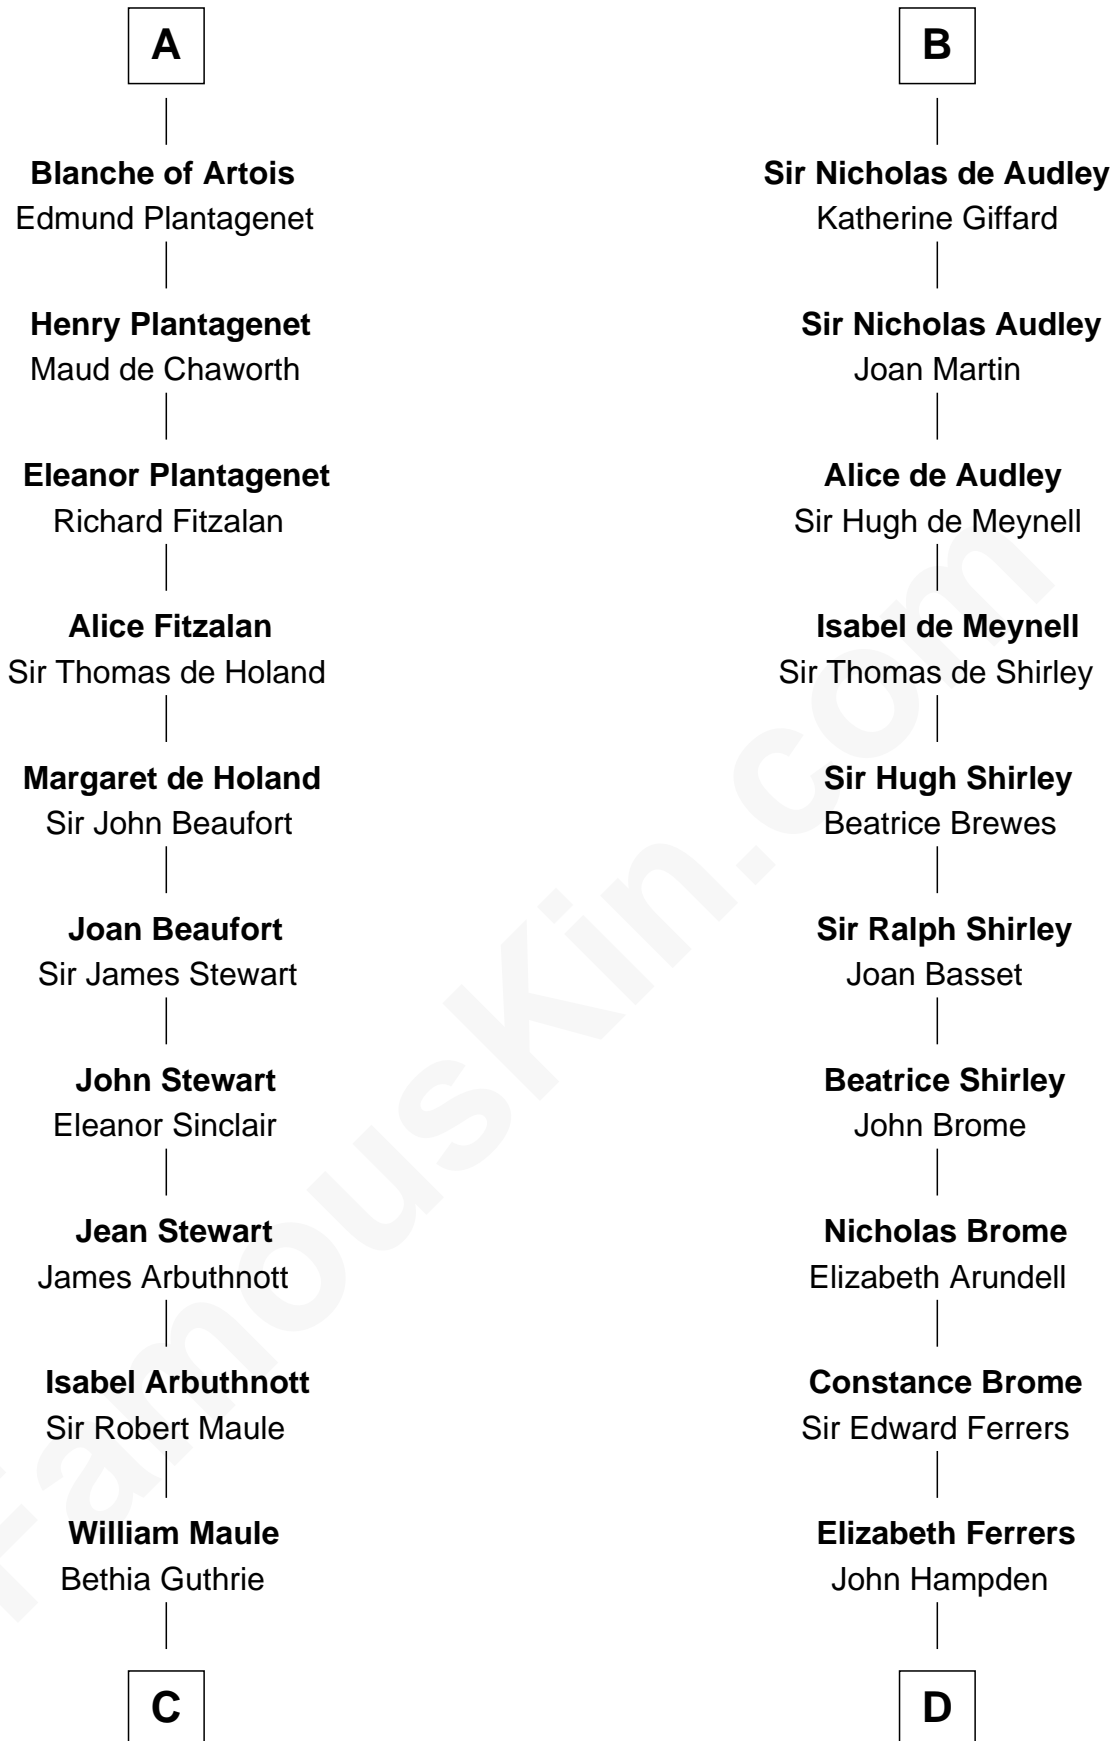 A
Blanche of Artois
Edmund Plantagenet
Henry Plantagenet
Maud de Chaworth
Eleanor Plantagenet
Richard Fitzalan
Alice Fitzalan
Sir Thomas de Holand
Margaret de Holand
Sir John Beaufort
Joan Beaufort
Sir James Stewart
John Stewart
Eleanor Sinclair
Jean Stewart
James Arbuthnott
Isabel Arbuthnott
Sir Robert Maule
William Maule
Bethia Guthrie
C
B
Sir Nicholas de Audley
Katherine Giffard
Sir Nicholas Audley
Joan Martin
Alice de Audley
Sir Hugh de Meynell
Isabel de Meynell
Sir Thomas de Shirley
Sir Hugh Shirley
Beatrice Brewes
Sir Ralph Shirley
Joan Basset
Beatrice Shirley
John Brome
Nicholas Brome
Elizabeth Arundell
Constance Brome
Sir Edward Ferrers
Elizabeth Ferrers
John Hampden
D
FamousKin.com